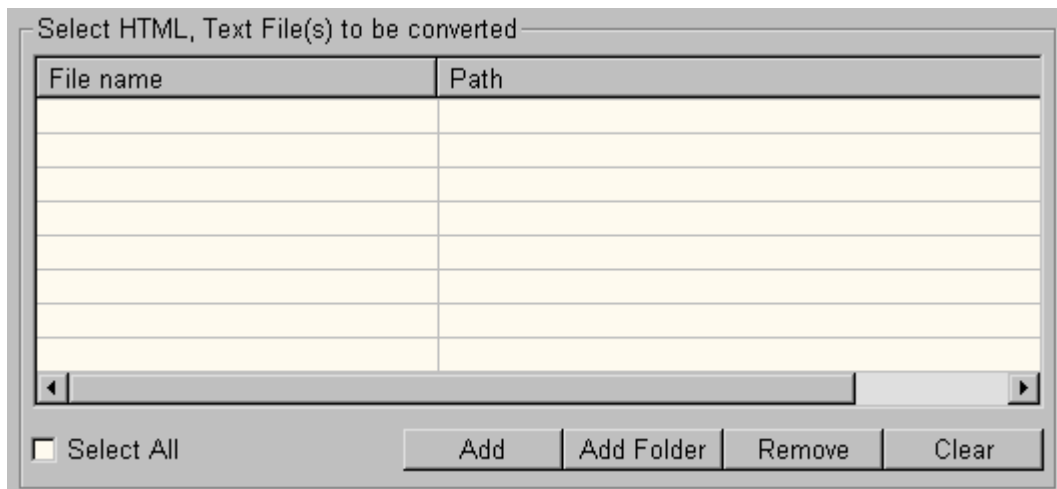 Select HTML, Text File(s) to be converted
File name Path
Select All Add Add Folder Remove Clear